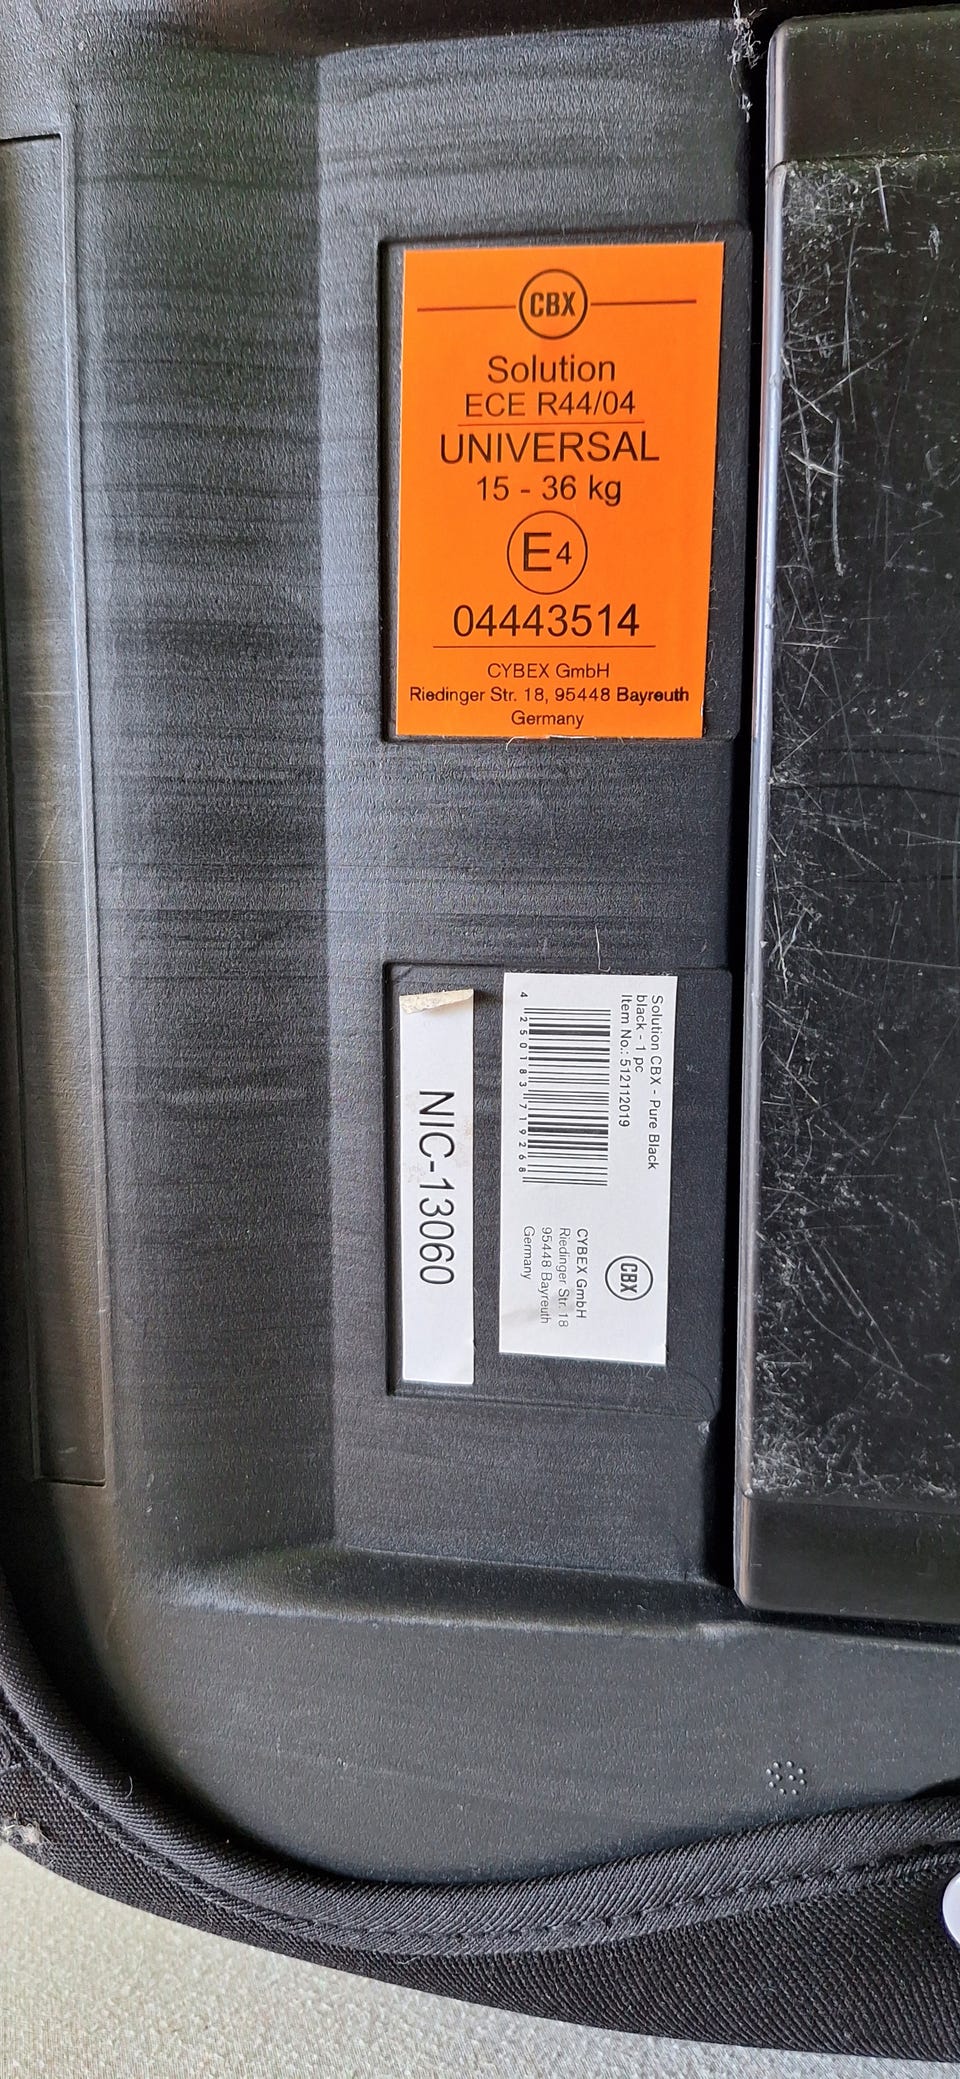 CBX
Solution
ECE R44/04
UNIVERSAL
15 - 36 kg
E4
04443514
CYBEX GmbH
Riedinger Str. 18, 95448 Bayreuth
Germany
Solution CBX - Pure Black
black - 1 pc
Item No.: 512112019
4 250183 719268
CBX
CYBEX GmbH
Riedinger Str. 18
95448 Bayreuth
Germany
NIC-13060